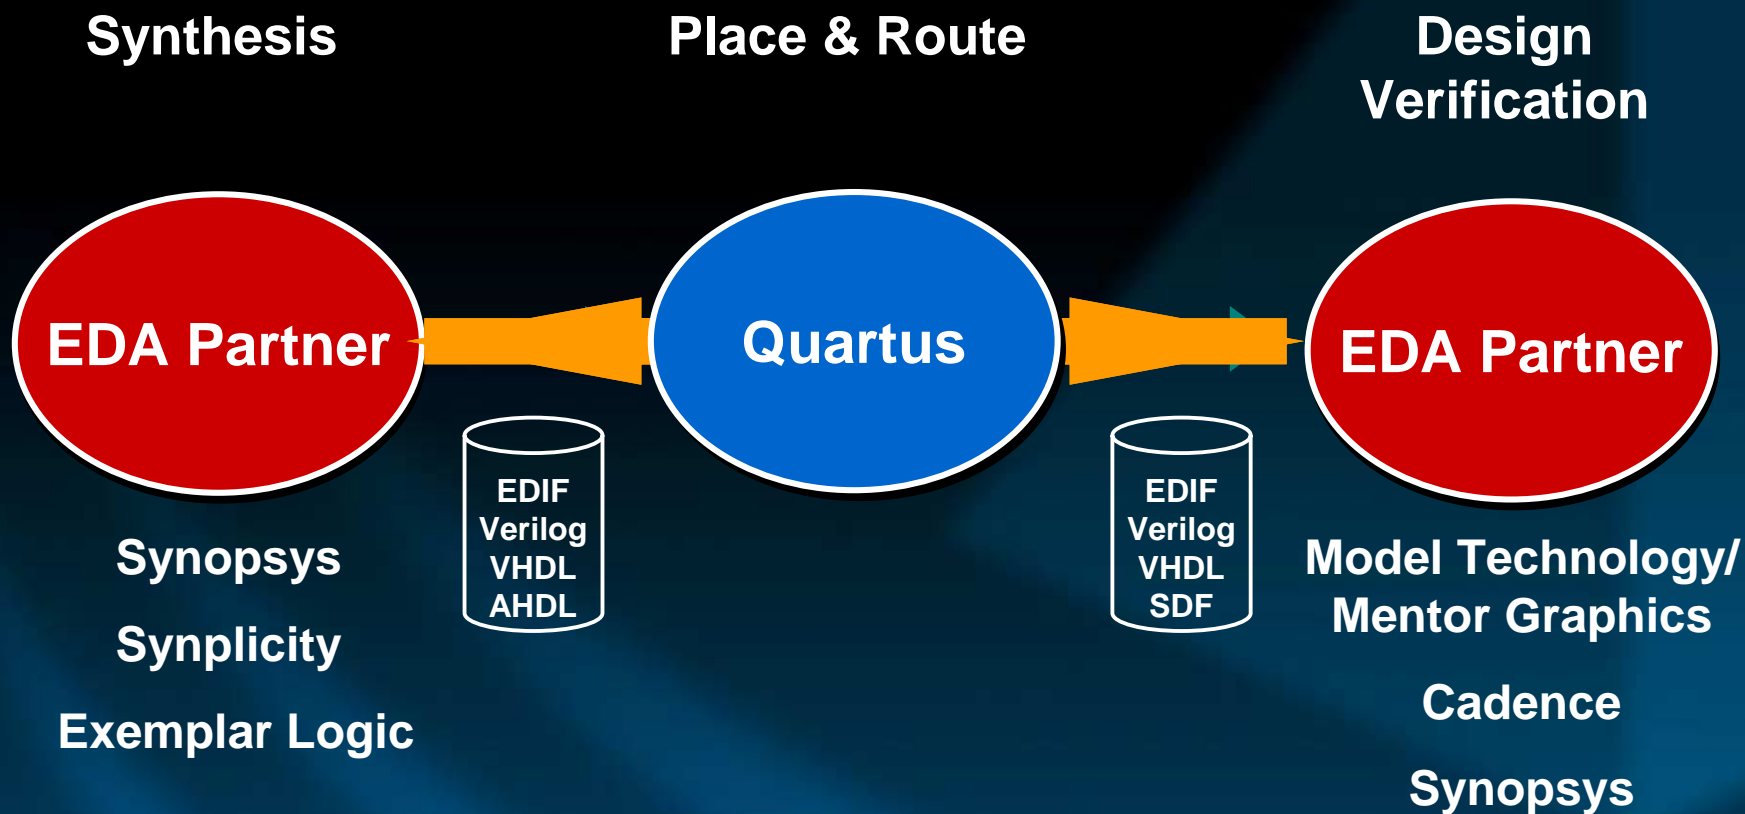 Synthesis
Place & Route
Design
Verification
EDA Partner
Quartus
EDA Partner
EDIF
Verilog
VHDL
AHDL
EDIF
Verilog
VHDL
SDF
Synopsys
Synplicity
Exemplar Logic
Model Technology/
Mentor Graphics
Cadence
Synopsys